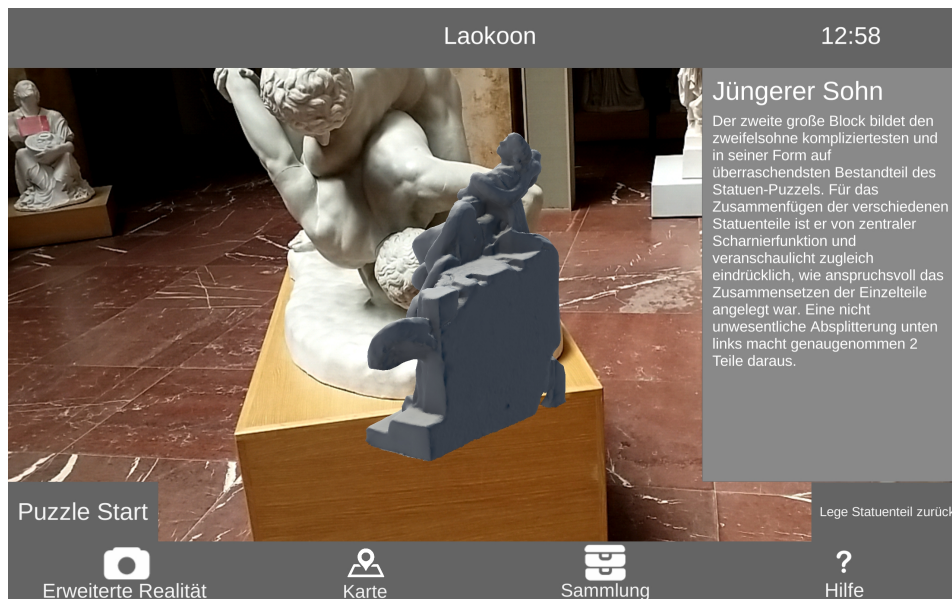 Laokoon
12:58
Jüngerer Sohn
Der zweite große Block bildet den
zweifelsohne kompliziertesten und
in seiner Form auf
überraschendsten Bestandteil des
Statuen-Puzzels. Für das
Zusammenfügen der verschiedenen
Statuenteile ist er von zentraler
Scharnierfunktion und
veranschaulicht zugleich
eindrücklich, wie anspruchsvoll das
Zusammensetzen der Einzelteile
angelegt war. Eine nicht
unwesentliche Absplitterung unten
links macht genaugenommen 2
Teile daraus.
Puzzle Start
Lege Statuenteil zurück
Erweiterte Realität
Karte
Sammlung
?
Hilfe